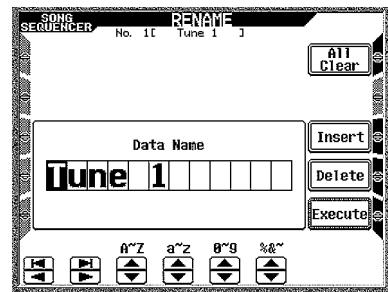 SONG
SEQUENCER
RENAME
No. 1[ Tune 1 ]
All
Clear
Data Name
Insert
Tune 1
Delete
Execute
A~Z a~z 0~9 %&~